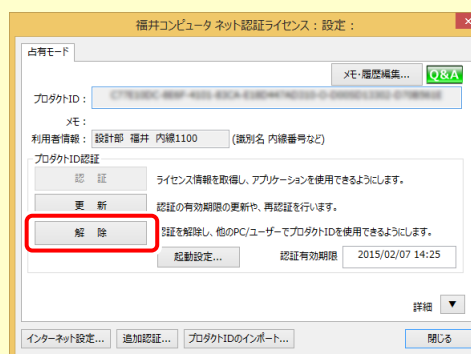 福井コンピュータ ネット認証ライセンス：設定：
占有モード
メモ・履歴編集... Q&A
プロダクトID：
メモ：
利用者情報： 設計部 福井 内線1100 (識別名 内線番号など)
プロダクトID認証
認 証 ライセンス情報を取得し、アプリケーションを使用できるようにします。
更 新 認証の有効期限の更新や、再認証を行います。
解 除 認証を解除し、他のPC/ユーザーでプロダクトIDを使用できるようにします。
起動設定... 認証有効期限 2015/02/07 14:25
詳細 ▼
インターネット設定... 追加認証... プロダクトIDのインポート... 閉じる